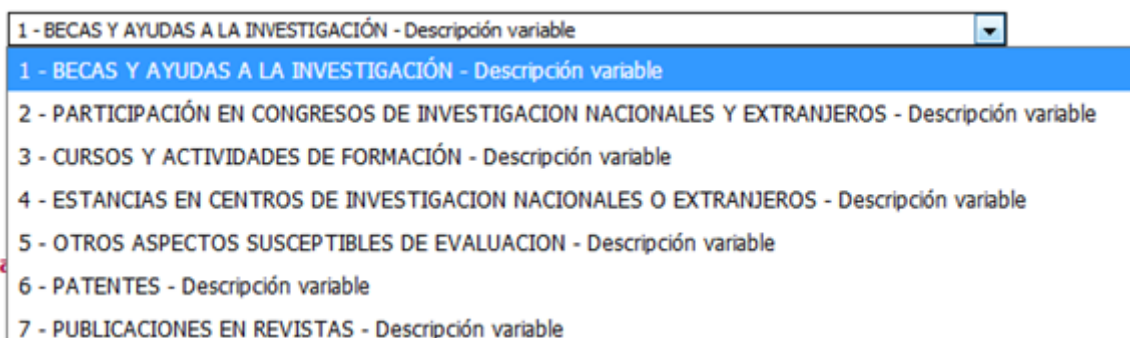 1 - BECAS Y AYUDAS A LA INVESTIGACIÓN - Descripción variable
1 - BECAS Y AYUDAS A LA INVESTIGACIÓN - Descripción variable
2 - PARTICIPACIÓN EN CONGRESOS DE INVESTIGACION NACIONALES Y EXTRANJEROS - Descripción variable
3 - CURSOS Y ACTIVIDADES DE FORMACIÓN - Descripción variable
4 - ESTANCIAS EN CENTROS DE INVESTIGACION NACIONALES O EXTRANJEROS - Descripción variable
5 - OTROS ASPECTOS SUSCEPTIBLES DE EVALUACION - Descripción variable
6 - PATENTES - Descripción variable
7 - PUBLICACIONES EN REVISTAS - Descripción variable